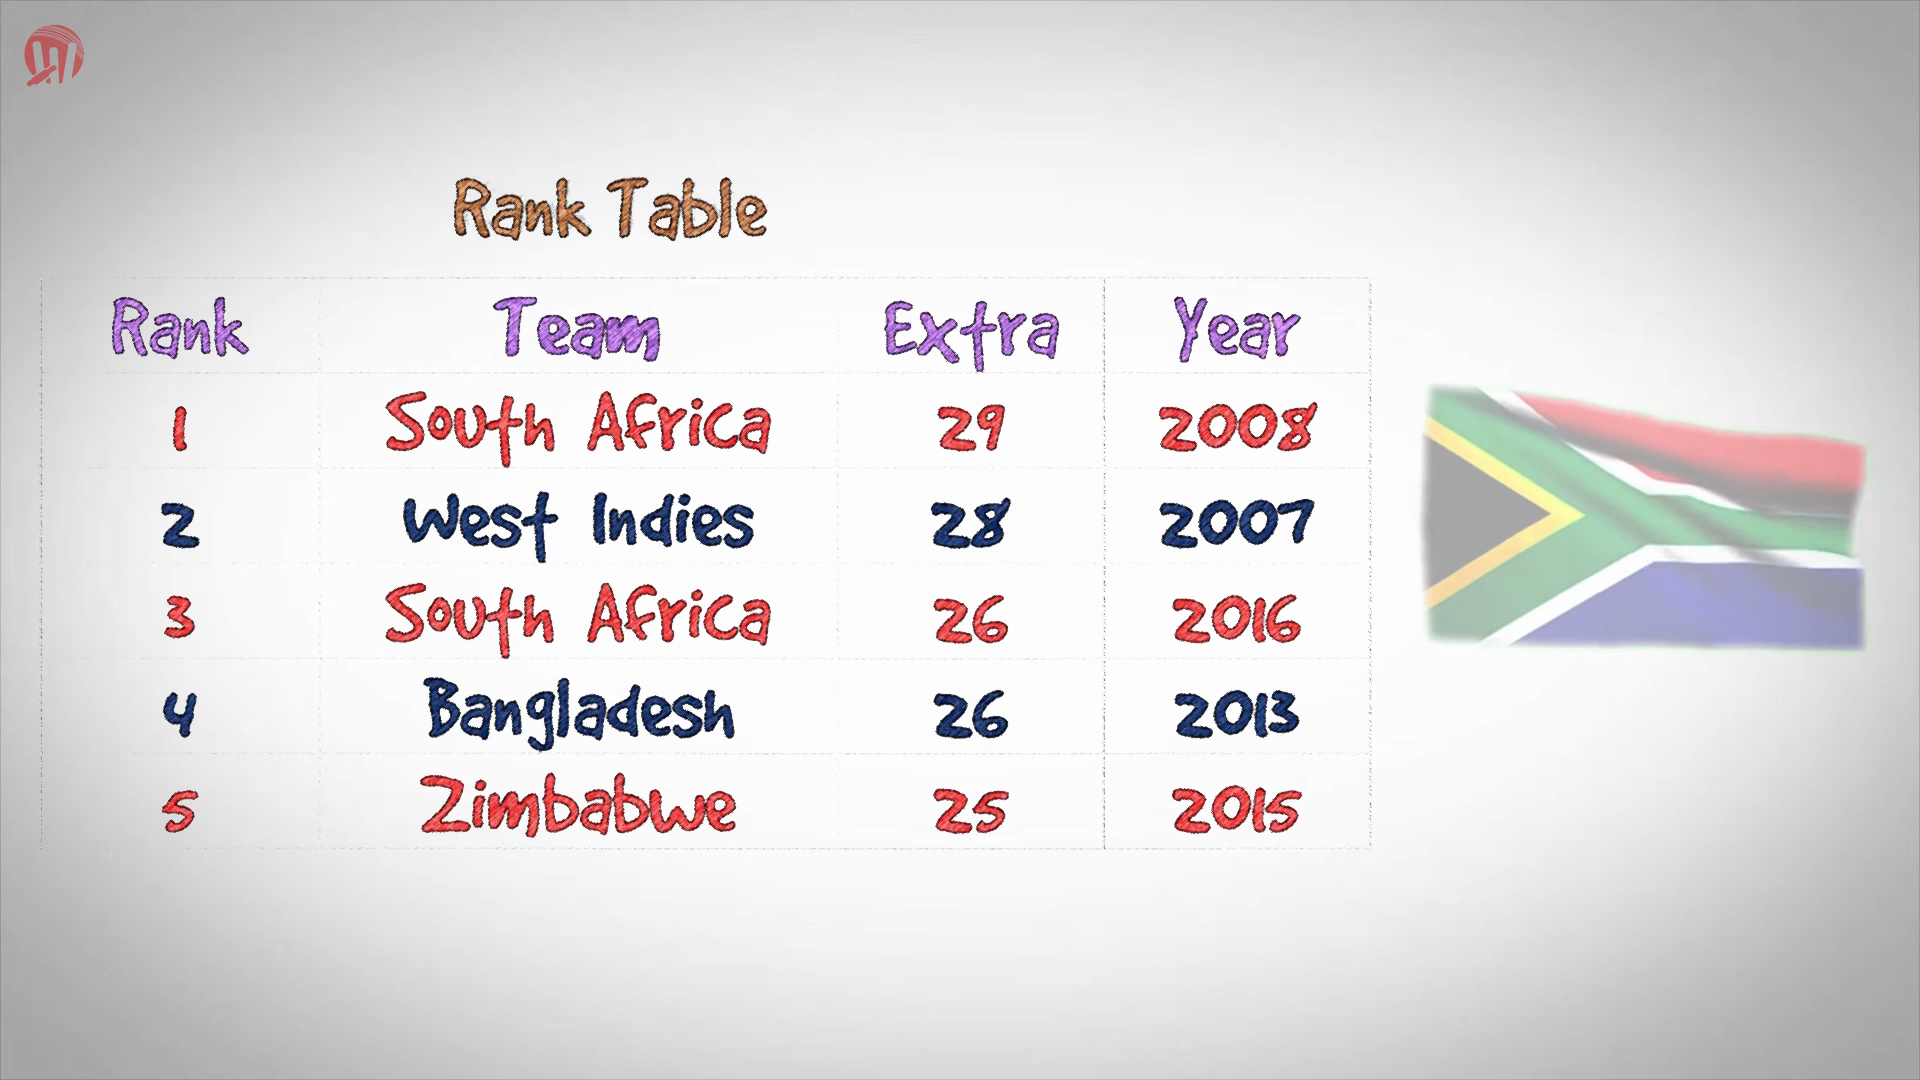 Rank Table
Rank Team Extra Year
1 South Africa 29 2008
2 West Indies 28 2007
3 South Africa 26 2016
4 Bangladesh 26 2013
5 Zimbabwe 25 2015